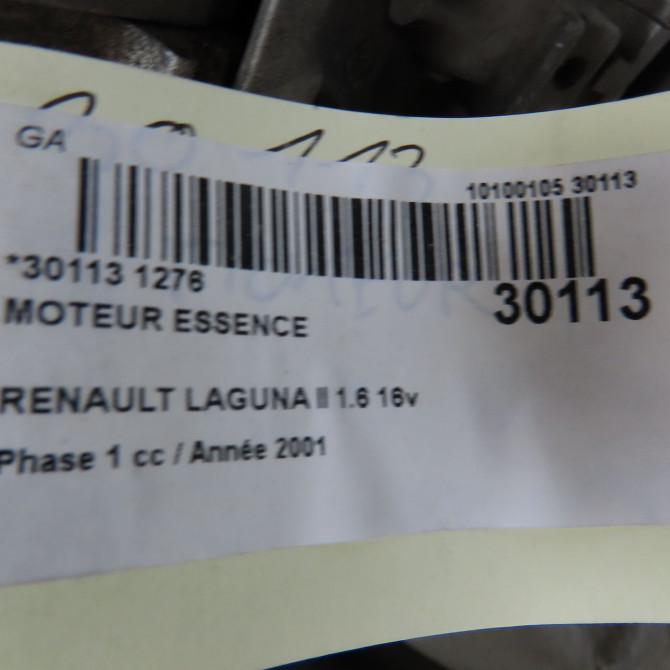 GA
10100105 30113
*30113 1276
30113
MOTEUR ESSENCE
RENAULT LAGUNA II 1.6 16v
Phase 1 cc / Année 2001